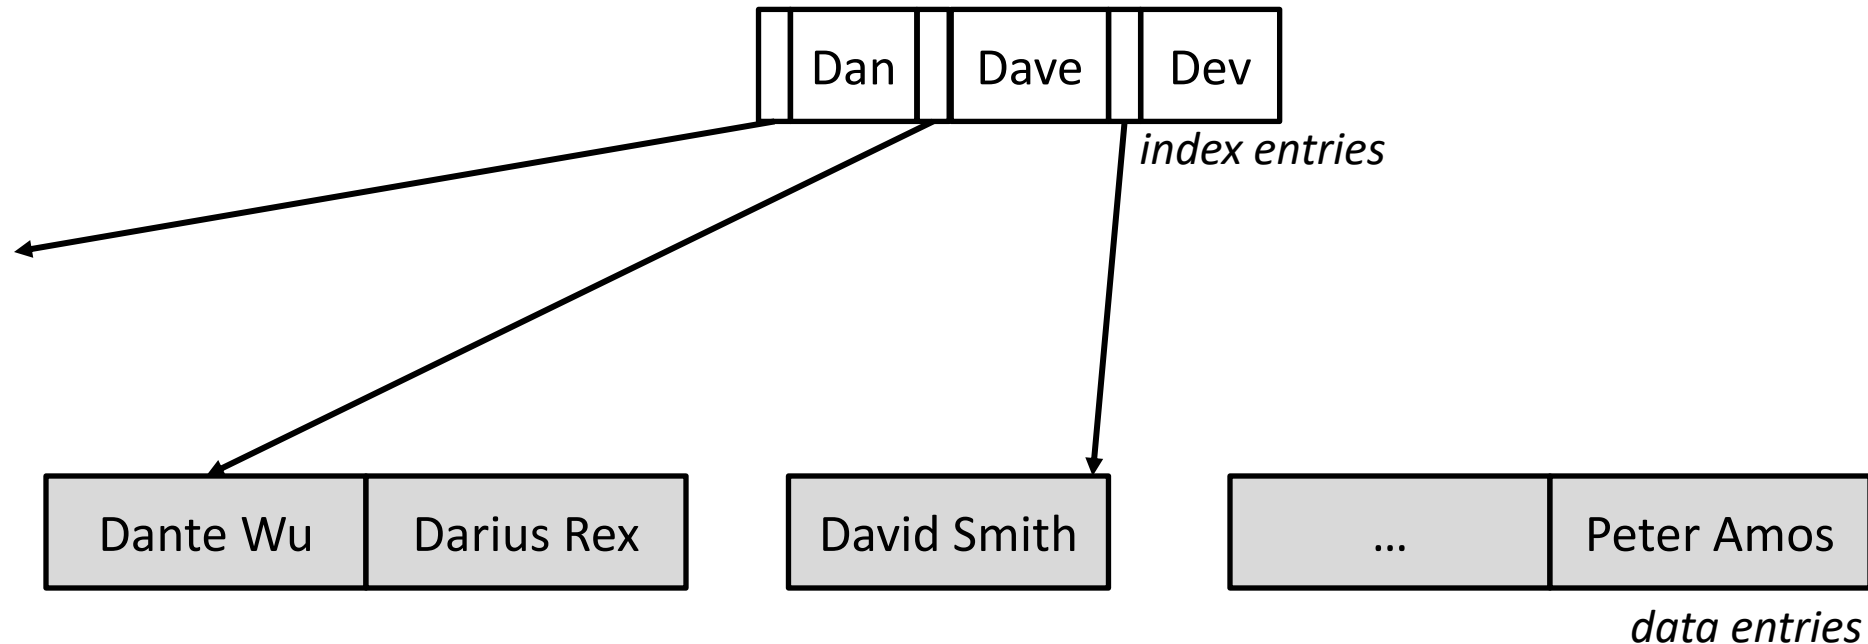 Dan Dave Dev
index entries
Dante Wu Darius Rex David Smith ... Peter Amos
data entries